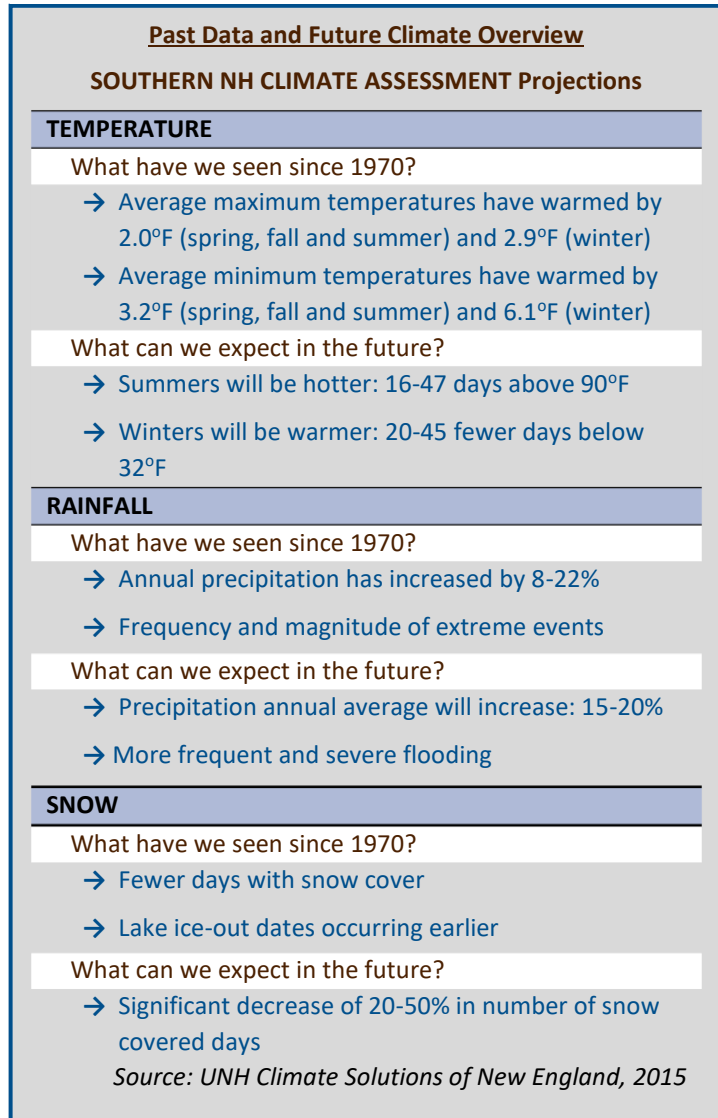 Past Data and Future Climate Overview
SOUTHERN NH CLIMATE ASSESSMENT Projections
TEMPERATURE
What have we seen since 1970?
→ Average maximum temperatures have warmed by
2.0°F (spring, fall and summer) and 2.9°F (winter)
→ Average minimum temperatures have warmed by
3.2°F (spring, fall and summer) and 6.1°F (winter)
What can we expect in the future?
→ Summers will be hotter: 16-47 days above 90°F
→ Winters will be warmer: 20-45 fewer days below
32°F
RAINFALL
What have we seen since 1970?
→ Annual precipitation has increased by 8-22%
→ Frequency and magnitude of extreme events
What can we expect in the future?
→ Precipitation annual average will increase: 15-20%
→ More frequent and severe flooding
SNOW
What have we seen since 1970?
→ Fewer days with snow cover
→ Lake ice-out dates occurring earlier
What can we expect in the future?
→ Significant decrease of 20-50% in number of snow
covered days
Source: UNH Climate Solutions of New England, 2015